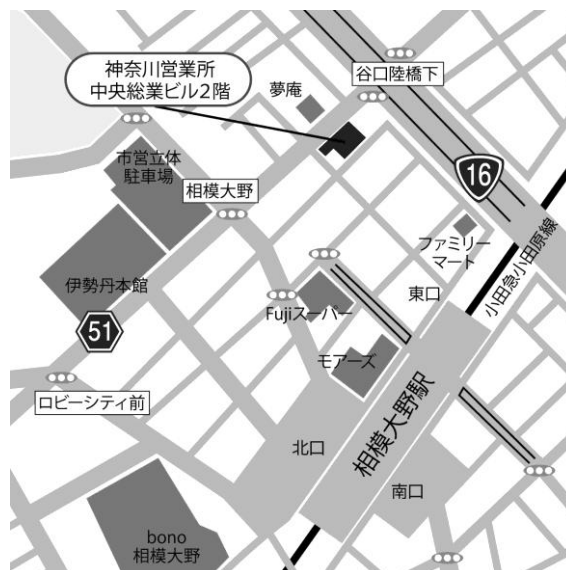 神奈川営業所
中央総業ビル2階
夢庵
谷口陸橋下
16
市営立体
駐車場
相模大野
ファミリー
マート
小田急小田原線
伊勢丹本館
東口
Fujiスーパー
51
モアーズ
ロビーシティ前
相模大野駅
北口
南口
bono
相模大野